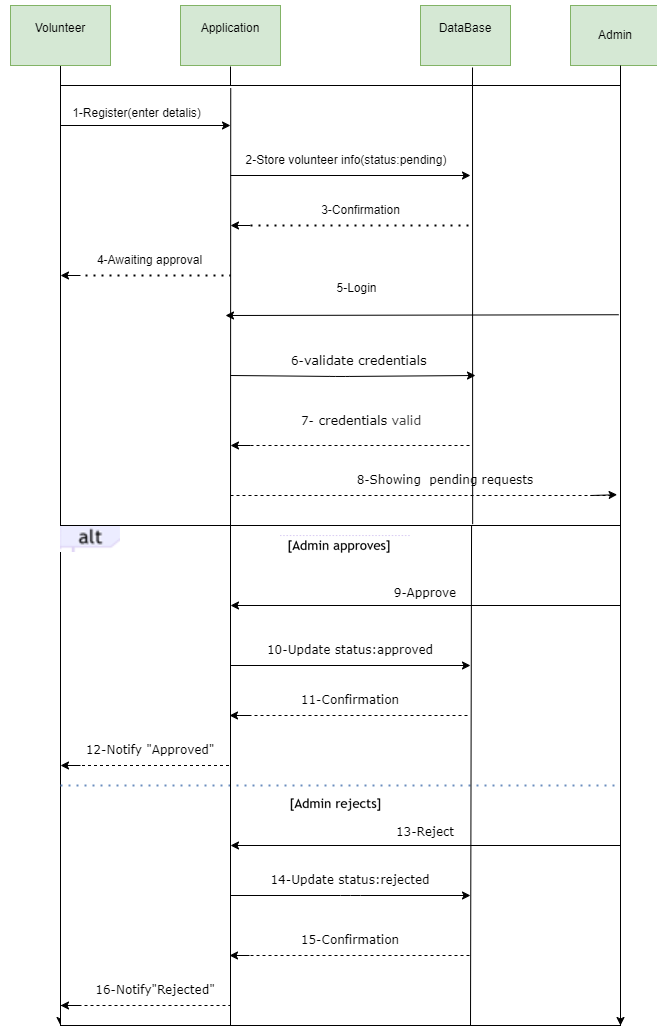 Volunteer
Application
DataBase
Admin
1-Register(enter detalis)
2-Store volunteer info(status:pending)
3-Confirmation
4-Awaiting approval
5-Login
6-validate credentials
7- credentials valid
8-Showing  pending requests
alt
[Admin approves]
9-Approve
10-Update status:approved
11-Confirmation
12-Notify "Approved"
[Admin rejects]
13-Reject
14-Update status:rejected
15-Confirmation
16-Notify"Rejected"